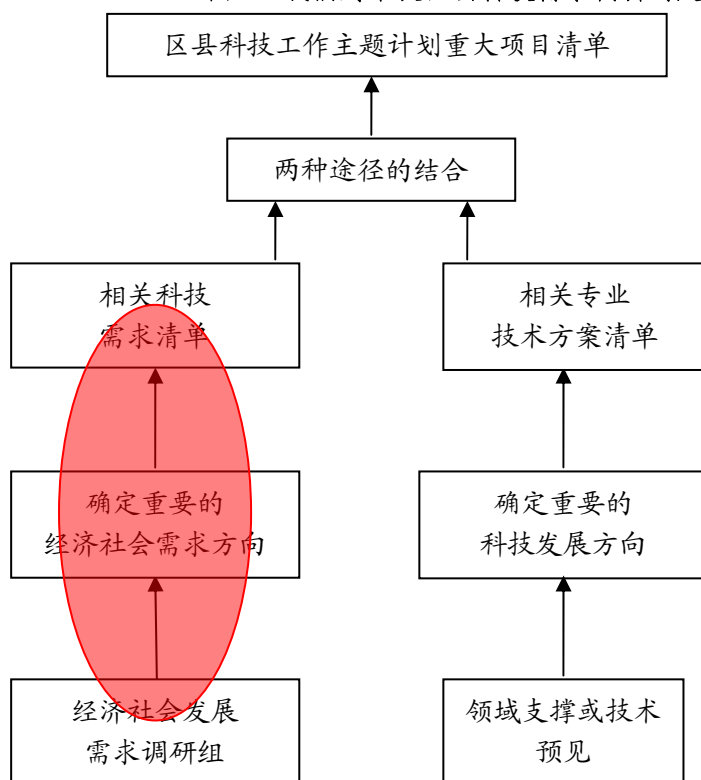 区县科技工作主题计划重大项目清单
两种途径的结合
相关科技
需求清单
相关专业
技术方案清单
确定重要的
经济社会需求方向
确定重要的
科技发展方向
经济社会发展
需求调研组
领域支撑或技术
预见